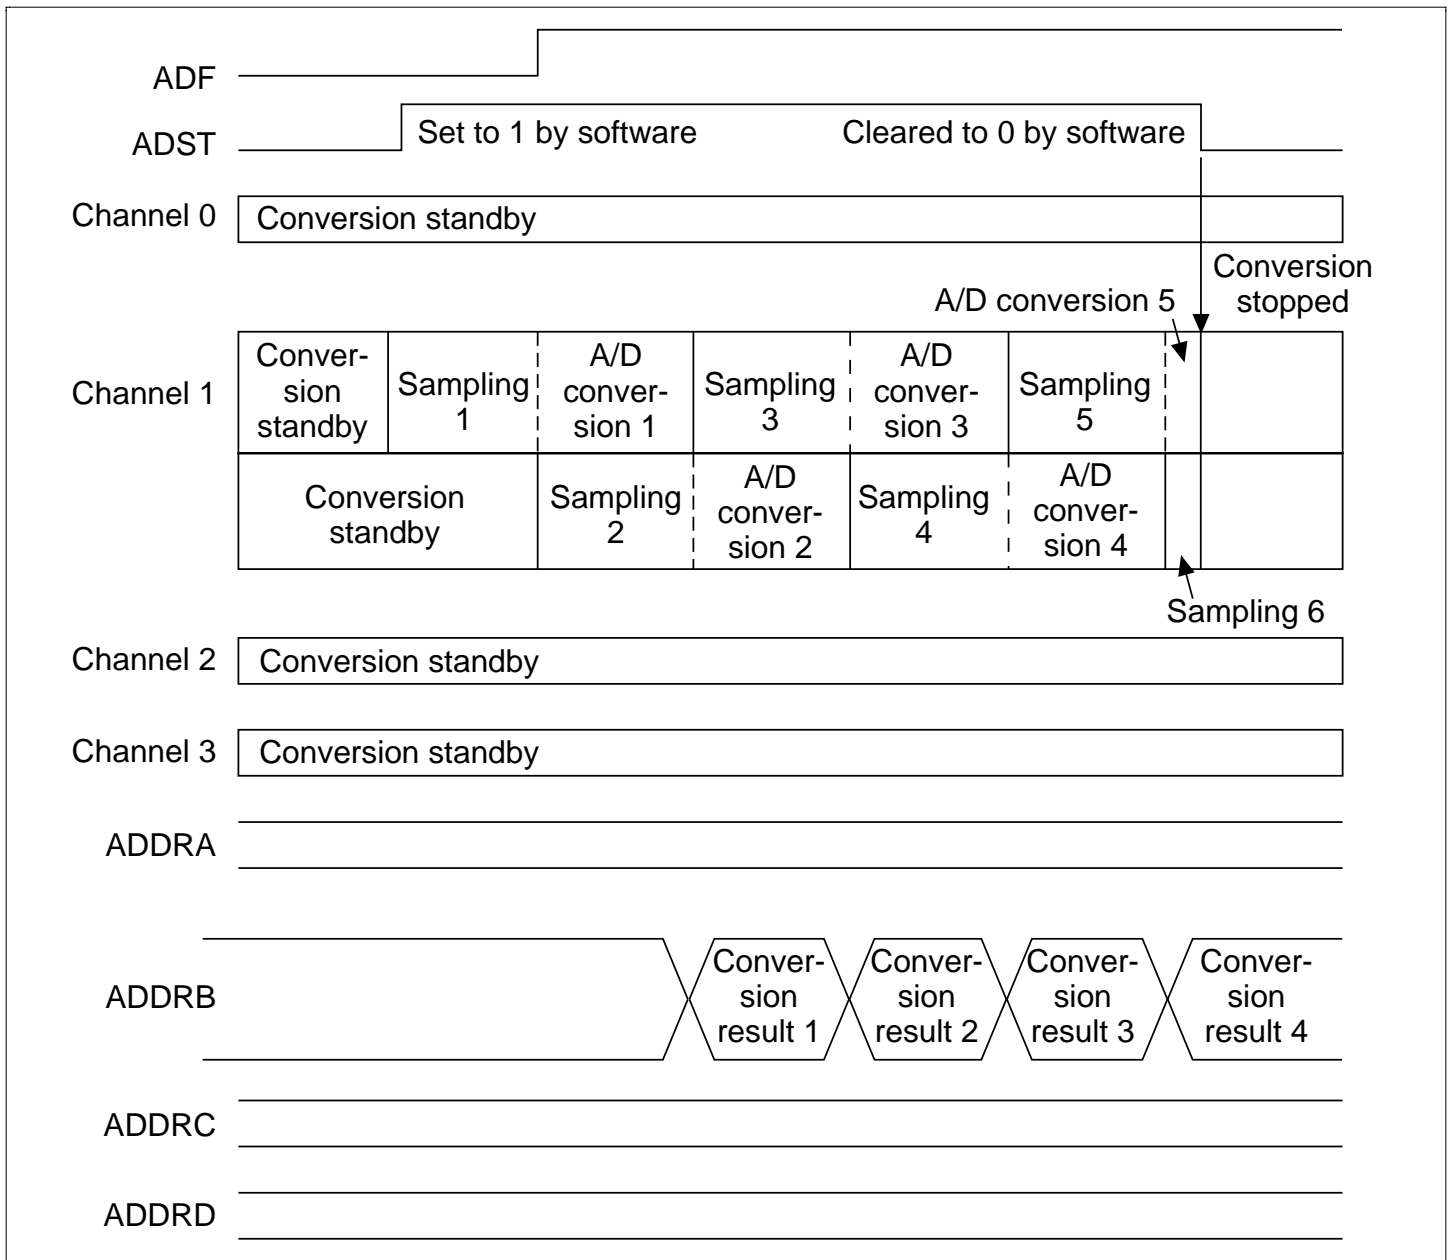 ADF
ADST
Set to 1 by software
Cleared to 0 by software
Channel 0
Conversion standby
Conversion
stopped
A/D conversion 5
Channel 1
Conver-
sion
standby
Sampling
1
A/D
conver-
sion 1
Sampling
3
A/D
conver-
sion 3
Sampling
5
Conversion
standby
Sampling
2
A/D
conver-
sion 2
Sampling
4
A/D
conver-
sion 4
Sampling 6
Channel 2
Conversion standby
Channel 3
Conversion standby
ADDRA
ADDRB
Conver-
sion
result 1
Conver-
sion
result 2
Conver-
sion
result 3
Conver-
sion
result 4
ADDRC
ADDRD